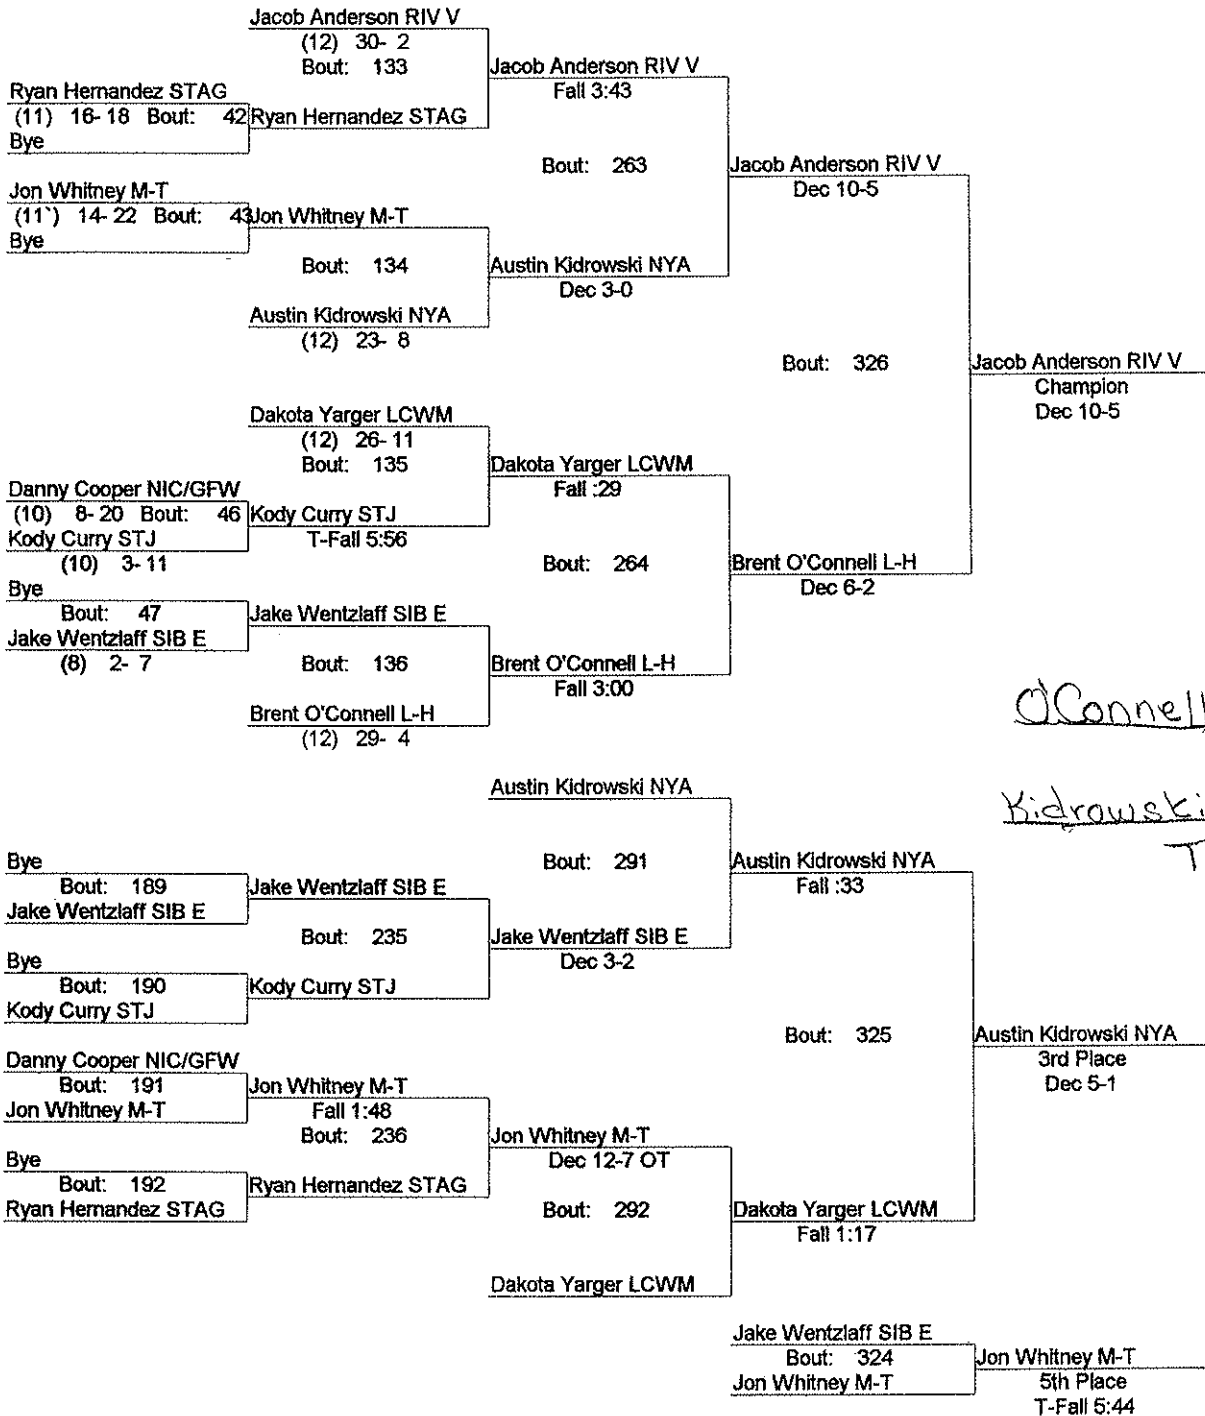 Jacob Anderson RIV V
(12) 30- 2
Bout: 133
Jacob Anderson RIV V
Fall 3:43
Ryan Hernandez STAG
(11) 16- 18 Bout: 42
Ryan Hernandez STAG
Bye
Bout: 263
Jacob Anderson RIV V
Dec 10-5
Jon Whitney M-T
(11`) 14- 22 Bout: 43
Jon Whitney M-T
Bye
Bout: 134
Austin Kidrowski NYA
Dec 3-0
Austin Kidrowski NYA
(12) 23- 8
Bout: 326
Jacob Anderson RIV V
Champion
Dec 10-5
Dakota Yarger LCWM
(12) 26- 11
Bout: 135
Dakota Yarger LCWM
Fall :29
Danny Cooper NIC/GFW
(10) 8- 20 Bout: 46
Kody Curry STJ
Kody Curry STJ
T-Fall 5:56
(10) 3- 11
Bout: 264
Brent O'Connell L-H
Dec 6-2
Bye
Bout: 47
Jake Wentzlaff SIB E
Jake Wentzlaff SIB E
(8) 2- 7
Bout: 136
Brent O'Connell L-H
Fall 3:00
Brent O'Connell L-H
(12) 29- 4
O'Connell
Austin Kidrowski NYA
Kidrowski
T
Bout: 291
Austin Kidrowski NYA
Fall :33
Bye
Bout: 189
Jake Wentzlaff SIB E
Jake Wentzlaff SIB E
Bout: 235
Jake Wentzlaff SIB E
Dec 3-2
Bye
Bout: 190
Kody Curry STJ
Kody Curry STJ
Bout: 325
Austin Kidrowski NYA
3rd Place
Dec 5-1
Danny Cooper NIC/GFW
Bout: 191
Jon Whitney M-T
Jon Whitney M-T
Fall 1:48
Bout: 236
Jon Whitney M-T
Dec 12-7 OT
Bye
Bout: 192
Ryan Hernandez STAG
Ryan Hernandez STAG
Bout: 292
Dakota Yarger LCWM
Fall 1:17
Dakota Yarger LCWM
Jake Wentzlaff SIB E
Bout: 324
Jon Whitney M-T
Jon Whitney M-T
5th Place
T-Fall 5:44